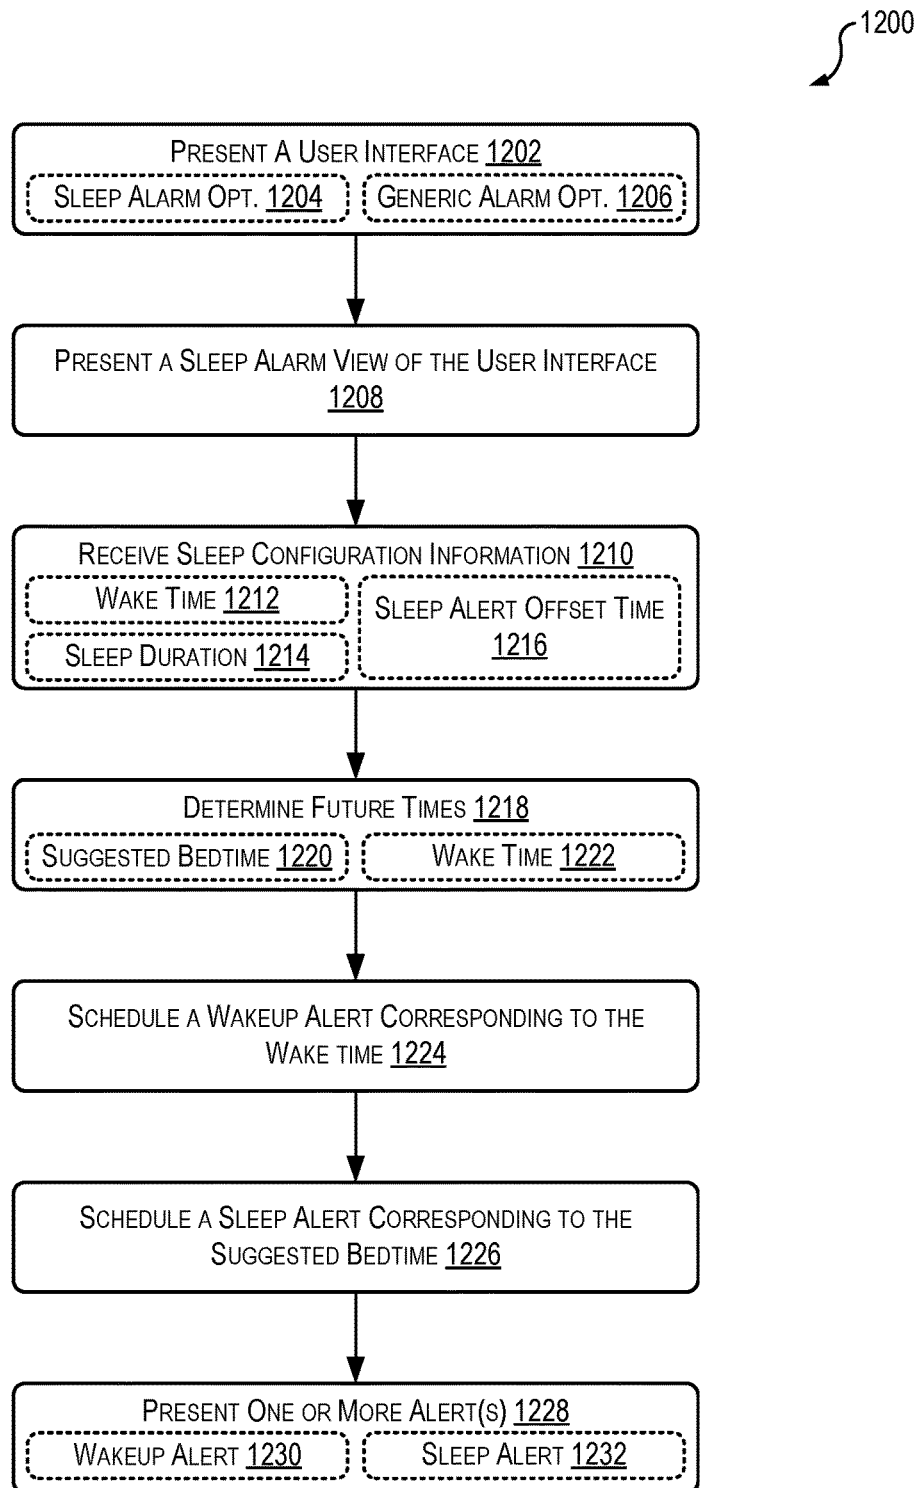 1200
PRESENT A USER INTERFACE 1202
SLEEP ALARM OPT. 1204
GENERIC ALARM OPT. 1206
PRESENT A SLEEP ALARM VIEW OF THE USER INTERFACE
1208
RECEIVE SLEEP CONFIGURATION INFORMATION 1210
WAKE TIME 1212
SLEEP DURATION 1214
SLEEP ALERT OFFSET TIME
1216
DETERMINE FUTURE TIMES 1218
SUGGESTED BEDTIME 1220
WAKE TIME 1222
SCHEDULE A WAKEUP ALERT CORRESPONDING TO THE
WAKE TIME 1224
SCHEDULE A SLEEP ALERT CORRESPONDING TO THE
SUGGESTED BEDTIME 1226
PRESENT ONE OR MORE ALERT(S) 1228
WAKEUP ALERT 1230
SLEEP ALERT 1232